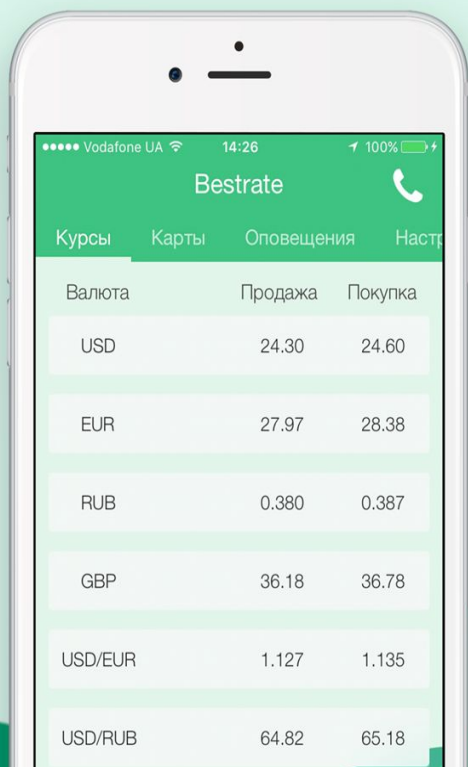 Vodafone UA 14:26 100%
Bestrate
Курсы Карты Оповещения Настр
Валюта Продажа Покупка
USD 24.30 24.60
EUR 27.97 28.38
RUB 0.380 0.387
GBP 36.18 36.78
USD/EUR 1.127 1.135
USD/RUB 64.82 65.18